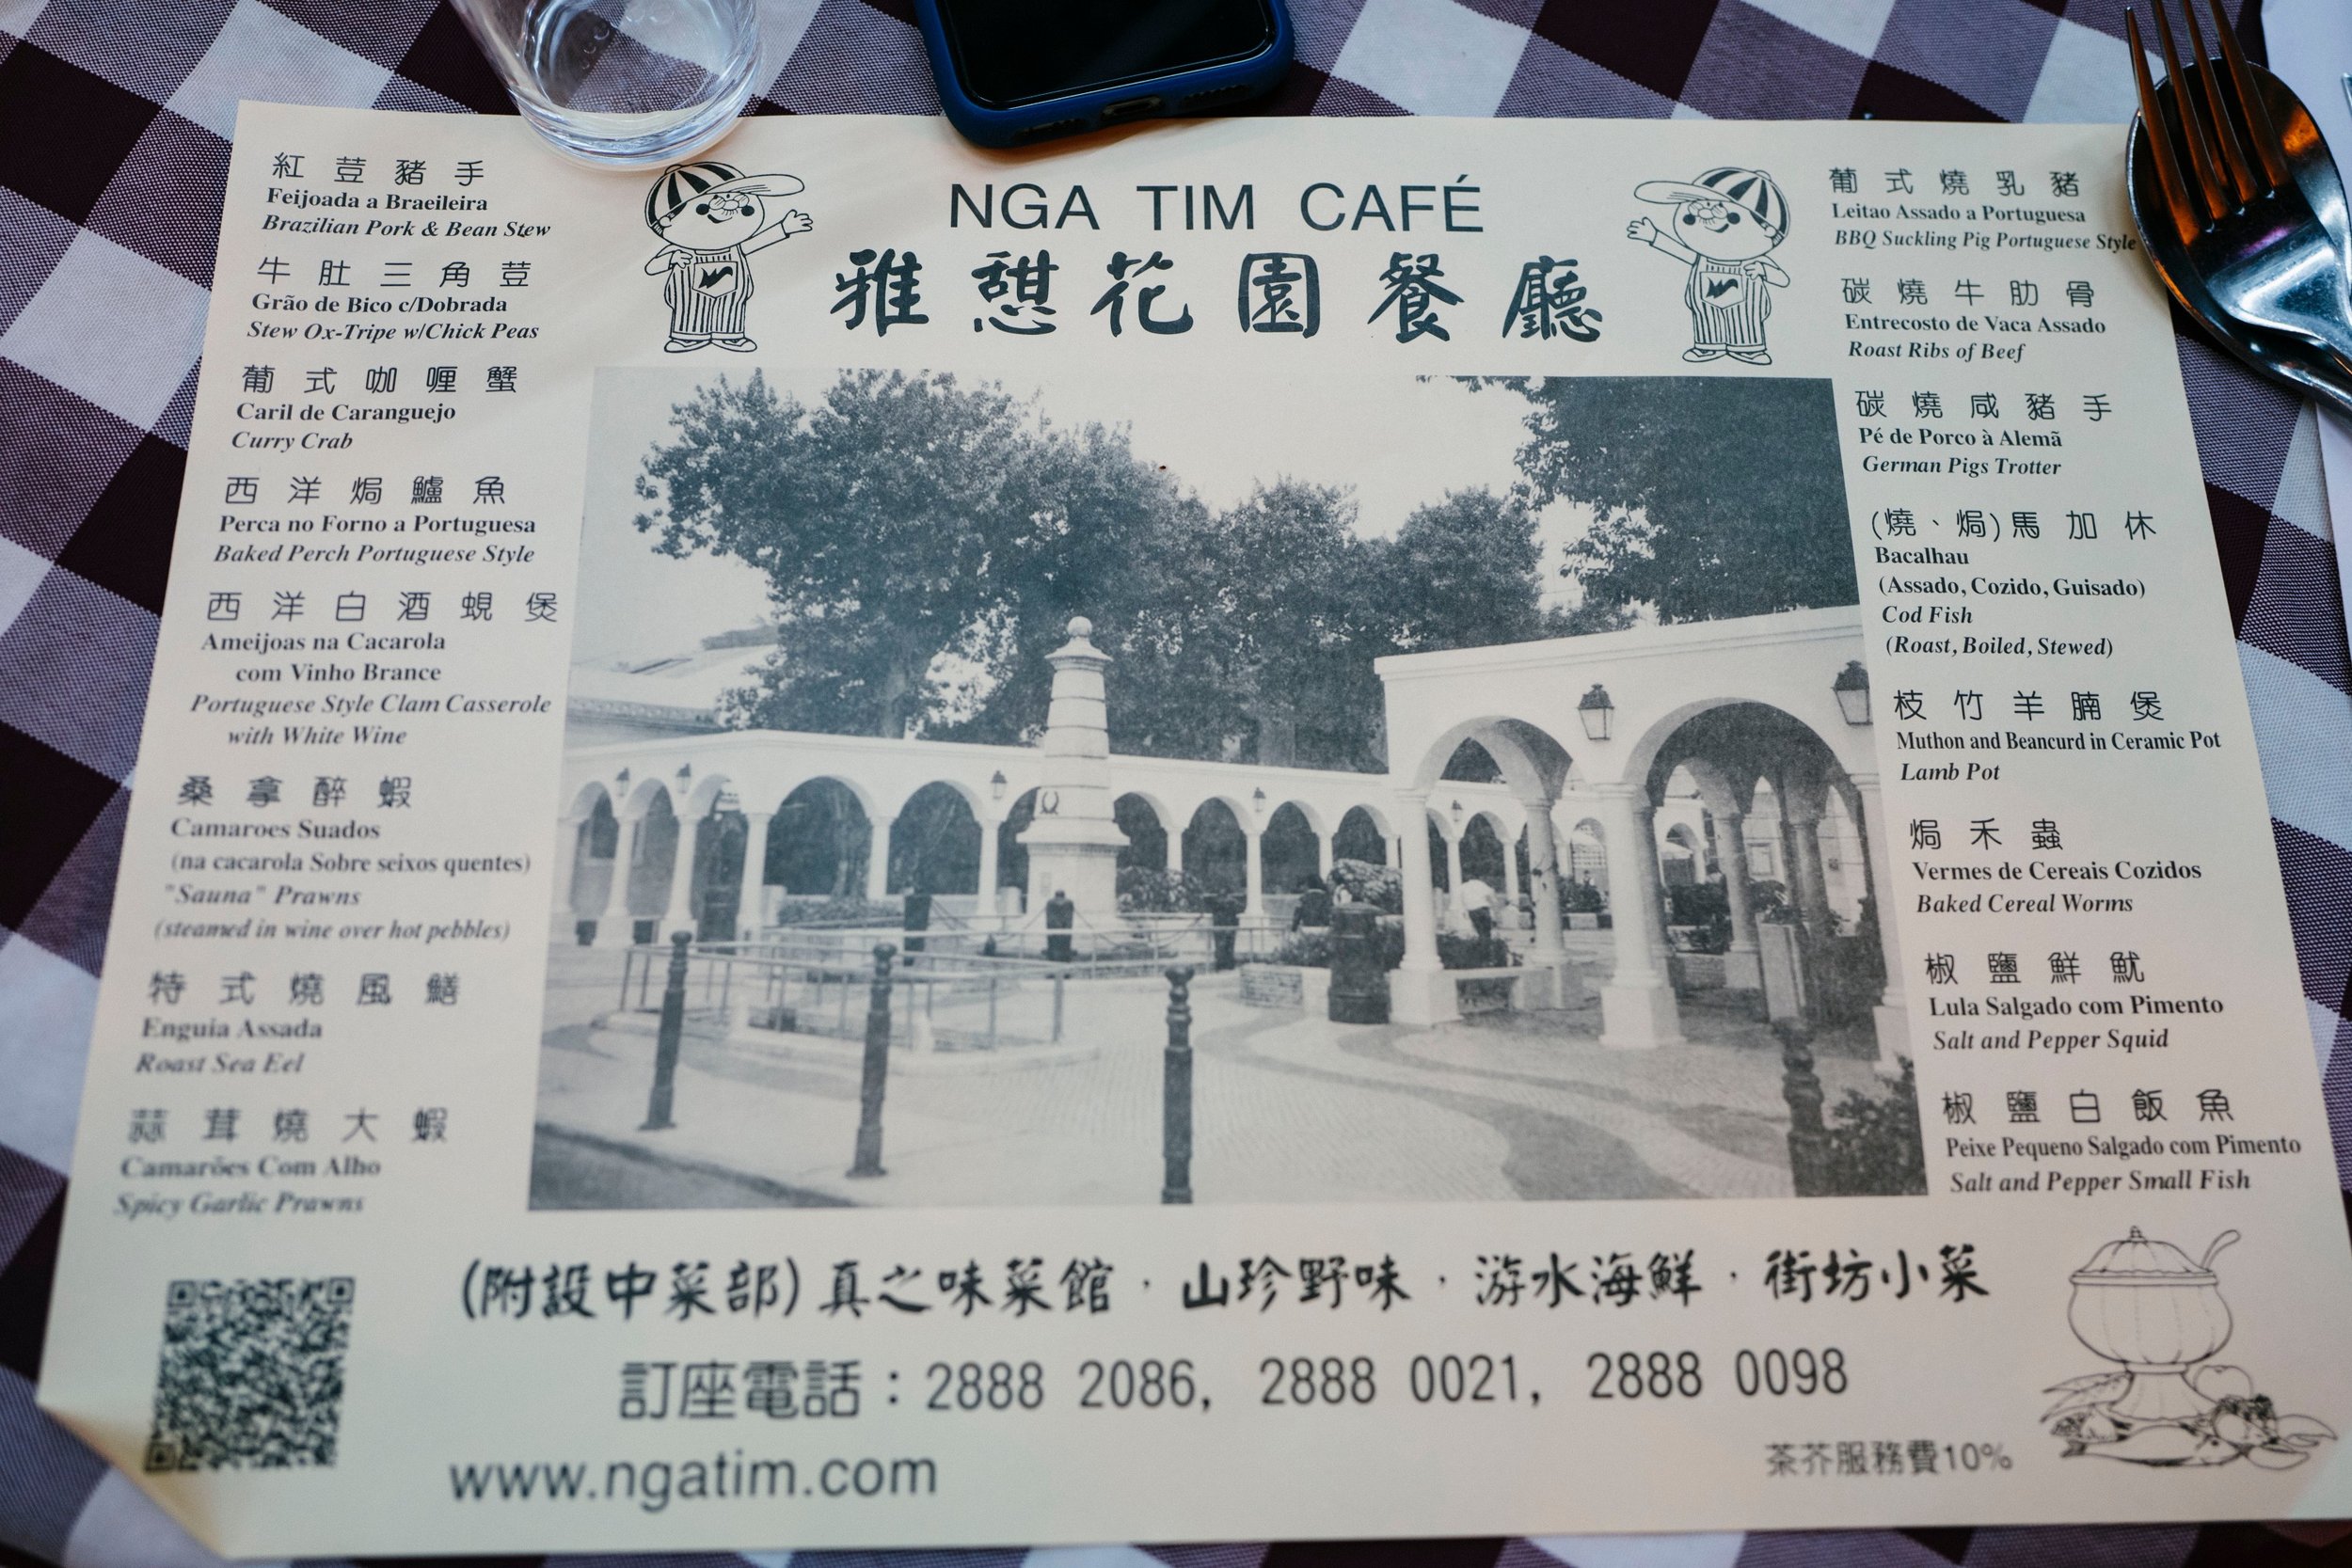 紅荳豬手
Feijoada a Braeileira
Brazilian Pork & Bean Stew
牛肚三角荳
Grão de Bico c/Dobrada
Stew Ox-Tripe w/Chick Peas
葡式咖喱蟹
Caril de Caranguejo
Curry Crab
西洋焗鱸魚
Perca no Forno a Portuguesa
Baked Perch Portuguese Style
西洋白酒蜆煲
Ameijoas na Cacarola
com Vinho Brance
Portuguese Style Clam Casserole
with White Wine
桑拿醉蝦
Camaroes Suados
(na cacarola Sobre seixos quentes)
"Sauna" Prawns
(steamed in wine over hot pebbles)
特式燒風鱔
Enguia Assada
Roast Sea Eel
蒜茸燒大蝦
Camarões Com Alho
Spicy Garlic Prawns
NGA TIM CAFÉ
雅憇花園餐廳
葡式燒乳豬
Leitao Assado a Portuguesa
BBQ Suckling Pig Portuguese Style
碳燒牛肋骨
Entrecosto de Vaca Assado
Roast Ribs of Beef
碳燒咸豬手
Pé de Porco à Alemã
German Pigs Trotter
(燒、焗)馬加休
Bacalhau
(Assado, Cozido, Guisado)
Cod Fish
(Roast, Boiled, Stewed)
枝竹羊腩煲
Muthon and Beancurd in Ceramic Pot
Lamb Pot
焗禾蟲
Vermes de Cereais Cozidos
Baked Cereal Worms
椒鹽鮮魷
Lula Salgado com Pimento
Salt and Pepper Squid
椒鹽白飯魚
Peixe Pequeno Salgado com Pimento
Salt and Pepper Small Fish
(附設中菜部)真之味菜館·山珍野味·游水海鮮·街坊小菜
訂座電話：2888 2086, 2888 0021, 2888 0098
www.ngatim.com
茶芥服務費10%